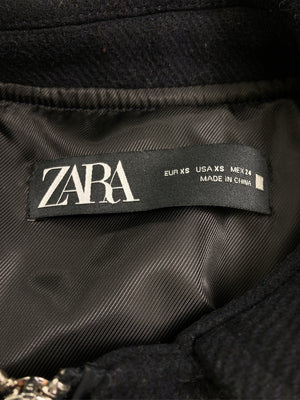 ZARA
EUR XS USA XS MEX 24
MADE IN CHINA